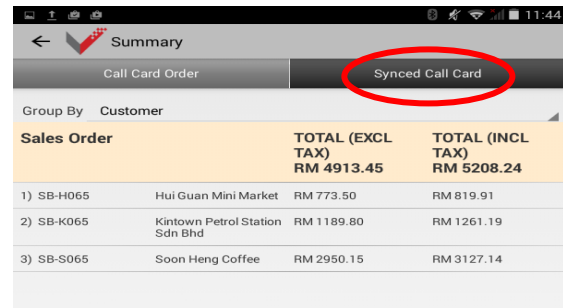 11:44
Summary
Call Card Order Synced Call Card
Group By Customer
Sales Order TOTAL (EXCL TAX) RM 4913.45 TOTAL (INCL TAX) RM 5208.24
1) SB-H065 Hui Guan Mini Market RM 773.50 RM 819.91
2) SB-K065 Kintown Petrol Station Sdn Bhd RM 1189.80 RM 1261.19
3) SB-S065 Soon Heng Coffee RM 2950.15 RM 3127.14